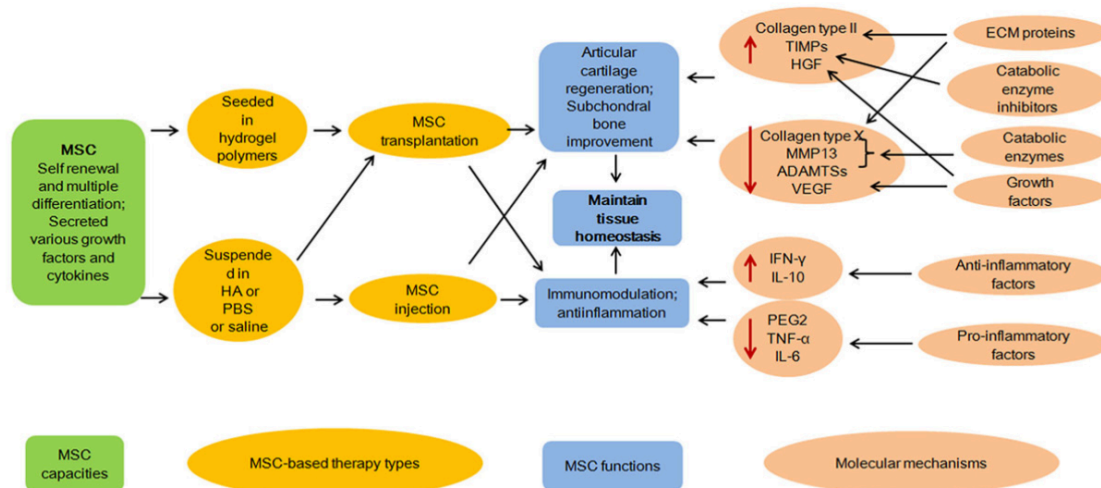 MSC
Self renewal and
multiple
differentiation;
Secreted
various growth
factors and
cytokines
Seeded
in
hydrogel
polymers
Suspende
d in
HA or
PBS
or saline
MSC
transplantation
MSC
injection
Articular
cartilage
regeneration;
Subchondral
bone
improvement
Maintain
tissue
homeostasis
Immunomodulation;
antiinflammation
Collagen type II
TIMPs
HGF
Collagen type X
MMP13
ADAMTSs
VEGF
IFN-γ
IL-10
PEG2
TNF-α
IL-6
ECM proteins
Catabolic
enzyme
inhibitors
Catabolic
enzymes
Growth
factors
Anti-inflammatory
factors
Pro-inflammatory
factors
MSC
capacities
MSC-based therapy types
MSC functions
Molecular mechanisms